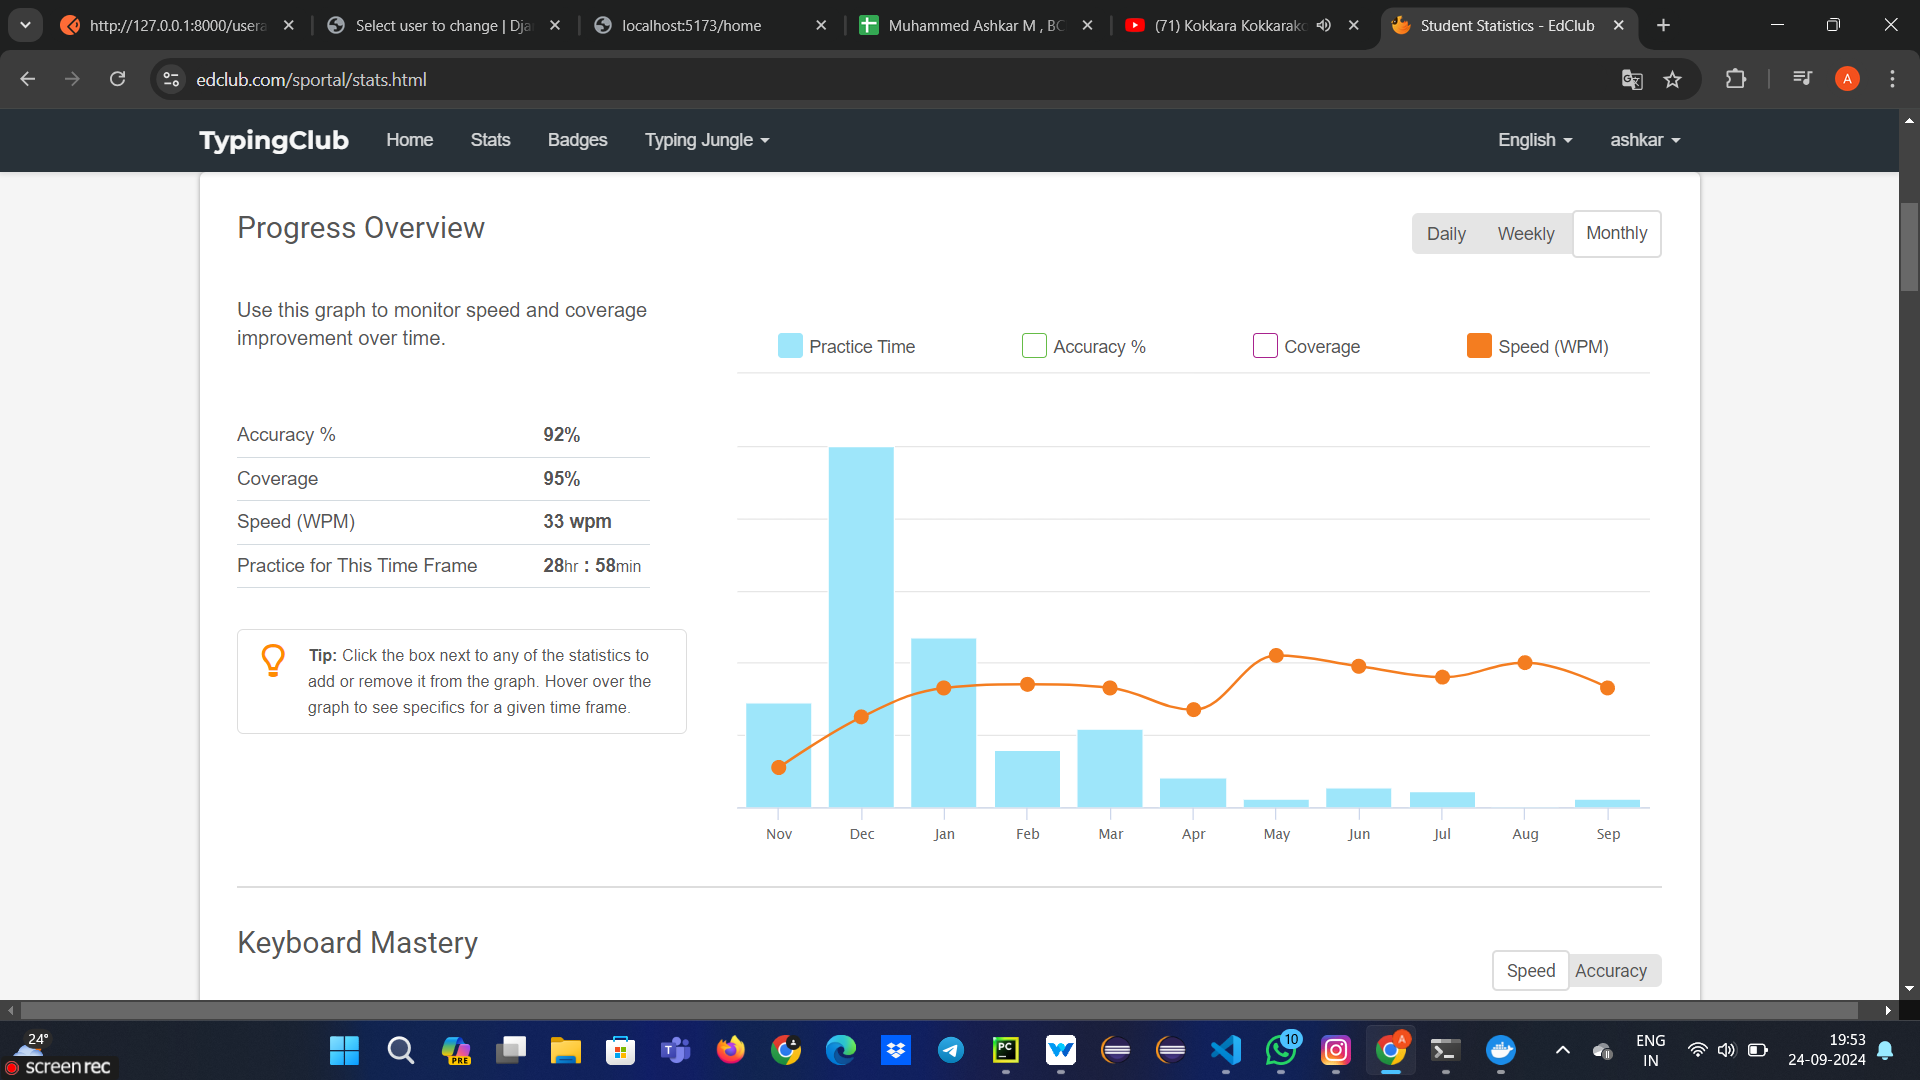 http://127.0.0.1:8000/usera
Select user to change | Dja
localhost:5173/home
Muhammed Ashkar M , BC
(71) Kokkara Kokkarako
Student Statistics - EdClub
edclub.com/sportal/stats.html
A
TypingClub
Home
Stats
Badges
Typing Jungle
English
ashkar
Progress Overview
Daily
Weekly
Monthly
Use this graph to monitor speed and coverage
improvement over time.
Practice Time
Accuracy %
Coverage
Speed (WPM)
Accuracy % 92%
Coverage 95%
Speed (WPM) 33 wpm
Practice for This Time Frame 28hr : 58min
Tip: Click the box next to any of the statistics to
add or remove it from the graph. Hover over the
graph to see specifics for a given time frame.
Nov Dec Jan Feb Mar Apr May Jun Jul Aug Sep
Keyboard Mastery
Speed
Accuracy
24°
screenrec
PRE
PC
10
A
ENG
IN
19:53
24-09-2024